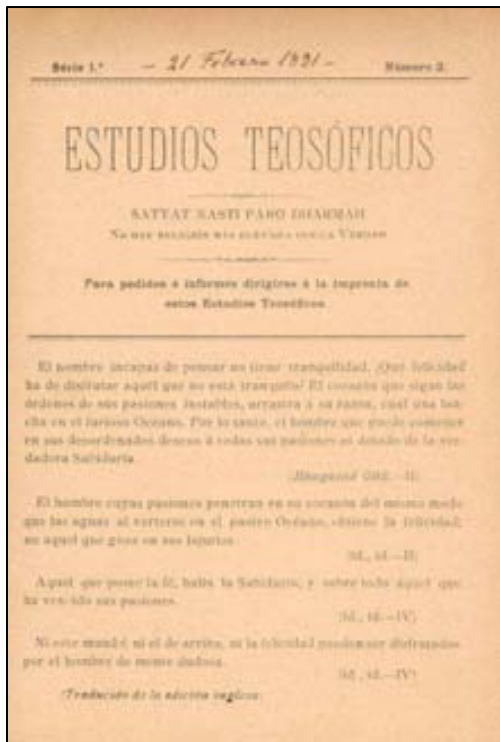 Série 1.ª - 21 Febrero 1891 - Número 2.
ESTUDIOS TEOSÓFICOS
SATYAT NASTI PARO DHARMAH
No hay religión más elevada que la Verdad
Para pedidos é informes dirigirse á la imprenta de
estos Estudios Teosóficos
El hombre incapaz de pensar no tiene tranquilidad. ¡Qué felicidad
ha de disfrutar aquel que no está tranquilo! El corazón que sigue las
órdenes de sus pasiones instables, arrastra á su razón, cual una
en el furioso Océano. Por lo tanto, el hombre que puede contener
en sus desordenados deseos á todas sus pasiones es dotado de la ver-
dadera Sabiduría.
(Bhagavad Gîtâ.—II)
El hombre cuyas pasiones penetran en su corazón del mismo modo
que las aguas al verterse en el pasivo Océano, obtiene la felicidad;
no aquel que goza en sus lujurias.
(Id., id.—II)
Aquel que posee la fé, halla la Sabiduría, y sobre todo aquel que
ha vencido sus pasiones.
(Id., id.—IV)
Ni este mundo, ni el de arriba, ni la felicidad pueden ser disfrutados
por el hombre de mente dudosa.
(Id., id.—IV)
(Traducido de la edición inglesa)